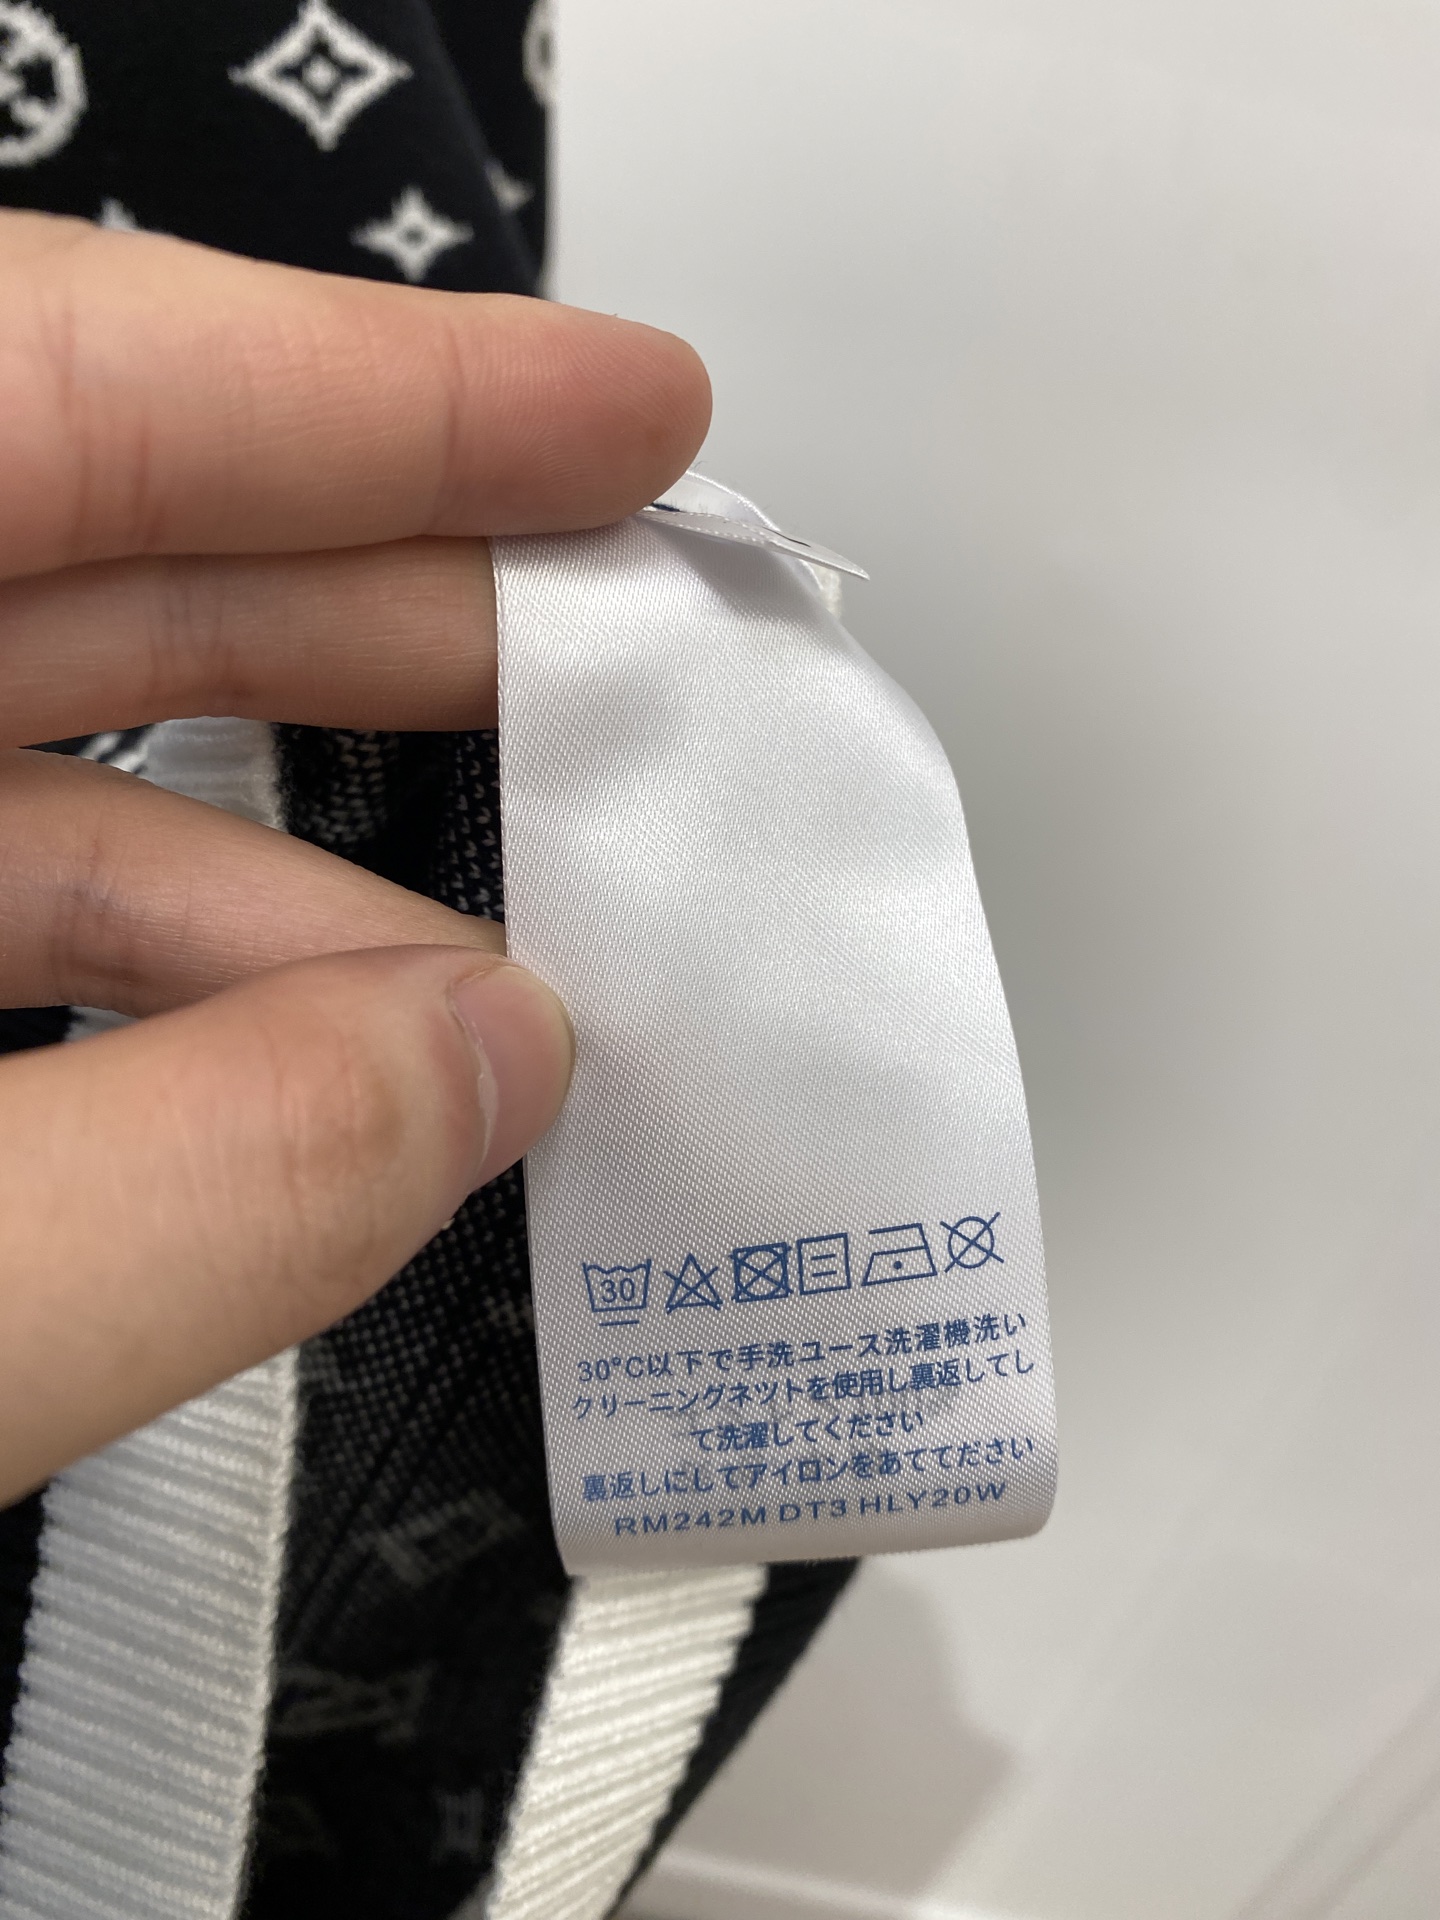 30
30°C以下で手洗ユース洗濯機洗い
クリーニングネットを使用し裏返してし
て洗濯してください
裏返しにしてアイロンをあててださい
RM242M DT3 HLY20W